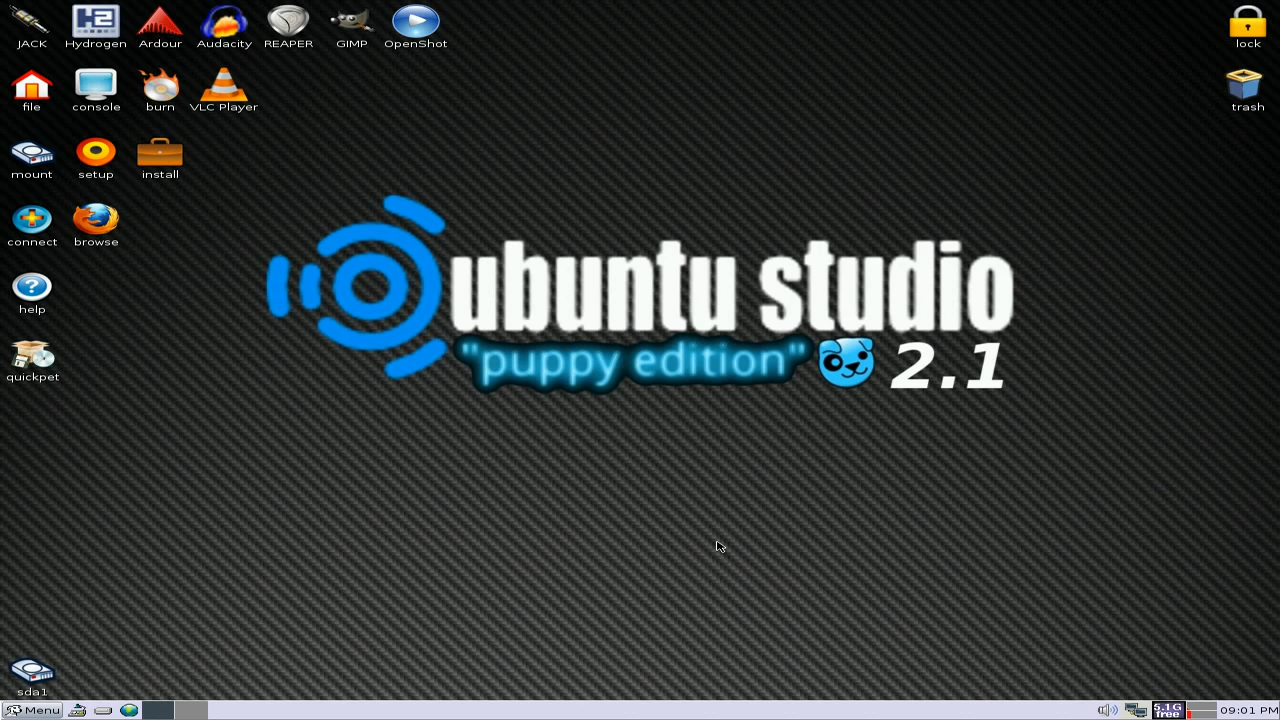 JACK Hydrogen Ardour Audacity REAPER GIMP OpenShot lock
file console burn VLC Player trash
mount setup install
connect browse
help
quickpet
ubuntu studio
"puppy edition" 2.1
sda1
Menu 5.1G free 09:01 PM